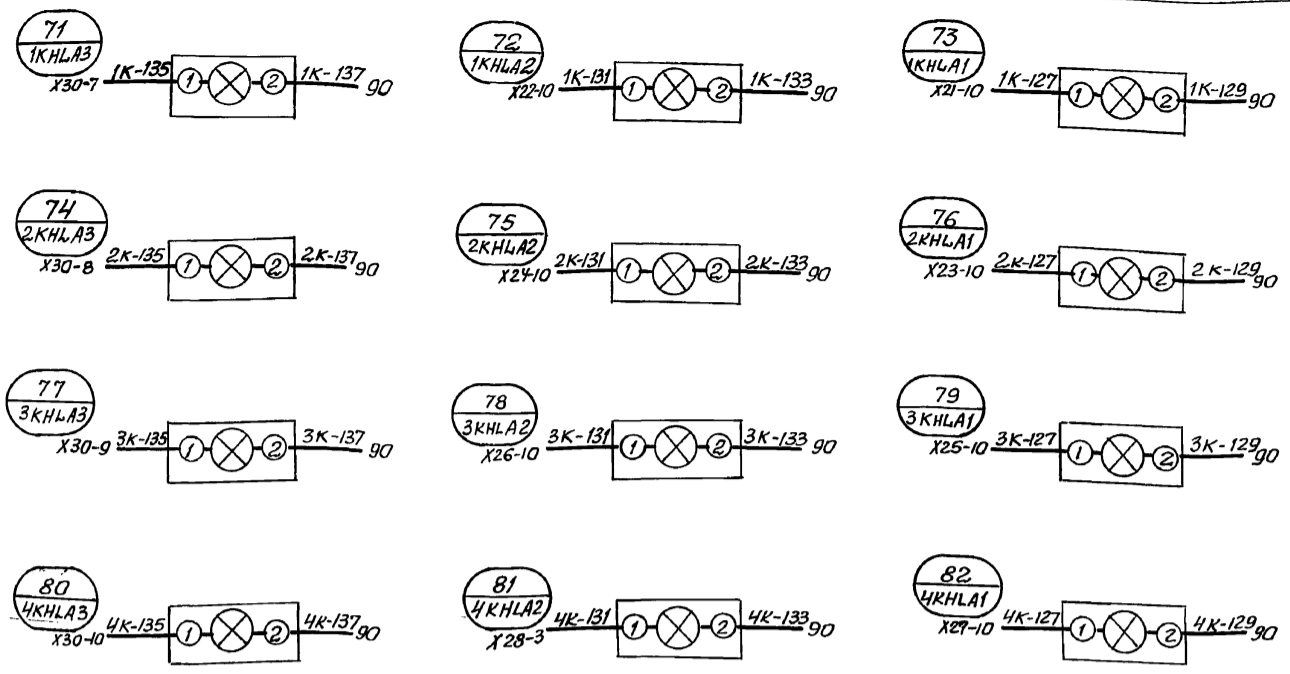 71
1KHLA3
X30-7 1K-135 1 2 1K-137 90
72
1KHLA2
X22-10 1K-131 1 2 1K-133 90
73
1KHLA1
X21-10 1K-127 1 2 1K-129 90
74
2KHLA3
X30-8 2K-135 1 2 2K-137 90
75
2KHLA2
X24-10 2K-131 1 2 2K-133 90
76
2KHLA1
X23-10 2K-127 1 2 2K-129 90
77
3KHLA3
X30-9 3K-135 1 2 3K-137 90
78
3KHLA2
X26-10 3K-131 1 2 3K-133 90
79
3KHLA1
X25-10 3K-127 1 2 3K-129 90
80
4KHLA3
X30-10 4K-135 1 2 4K-137 90
81
4KHLA2
X28-3 4K-131 1 2 4K-133 90
82
4KHLA1
4K-127 1 2 4K-129 90